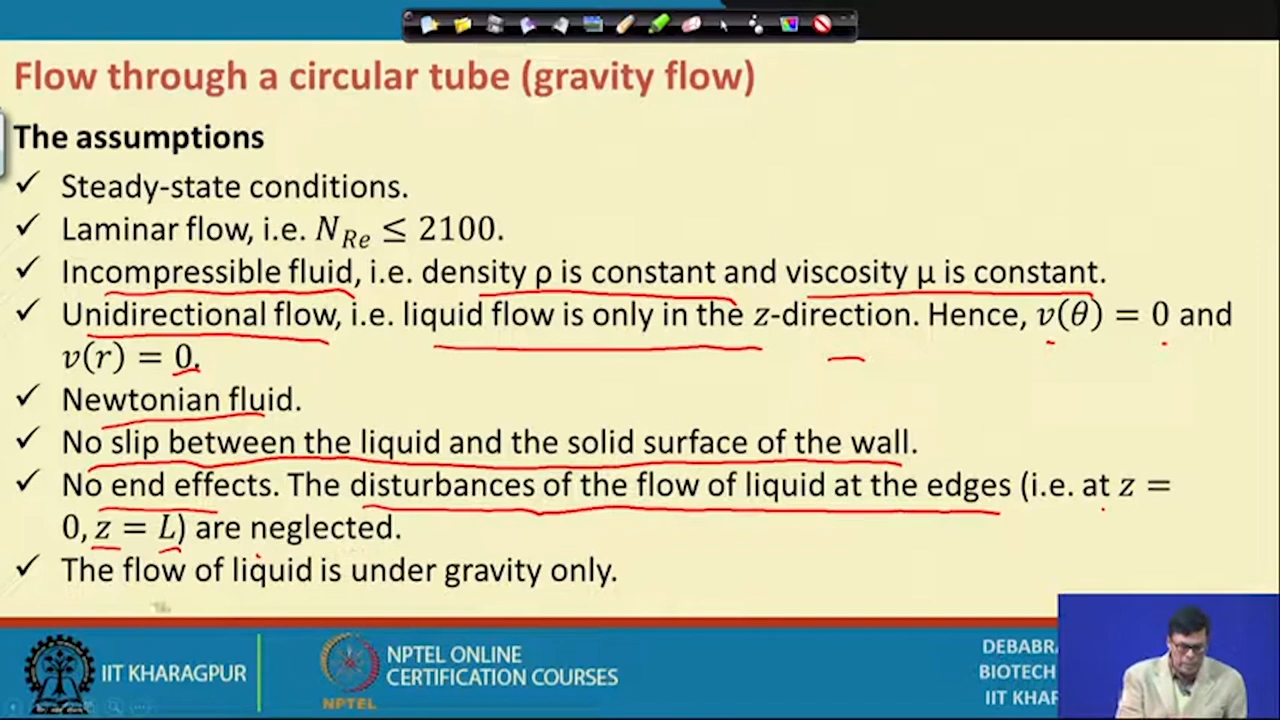 Flow through a circular tube (gravity flow)
The assumptions
✓ Steady-state conditions.
✓ Laminar flow, i.e. N_Re ≤ 2100.
✓ Incompressible fluid, i.e. density ρ is constant and viscosity μ is constant.
✓ Unidirectional flow, i.e. liquid flow is only in the z-direction. Hence, v(θ) = 0 and
v(r) = 0.
✓ Newtonian fluid.
✓ No slip between the liquid and the solid surface of the wall.
✓ No end effects. The disturbances of the flow of liquid at the edges (i.e. at z =
0, z = L) are neglected.
✓ The flow of liquid is under gravity only.
IIT KHARAGPUR
NPTEL
NPTEL ONLINE
CERTIFICATION COURSES
DEBABRA
BIOTECH
IIT KHAR